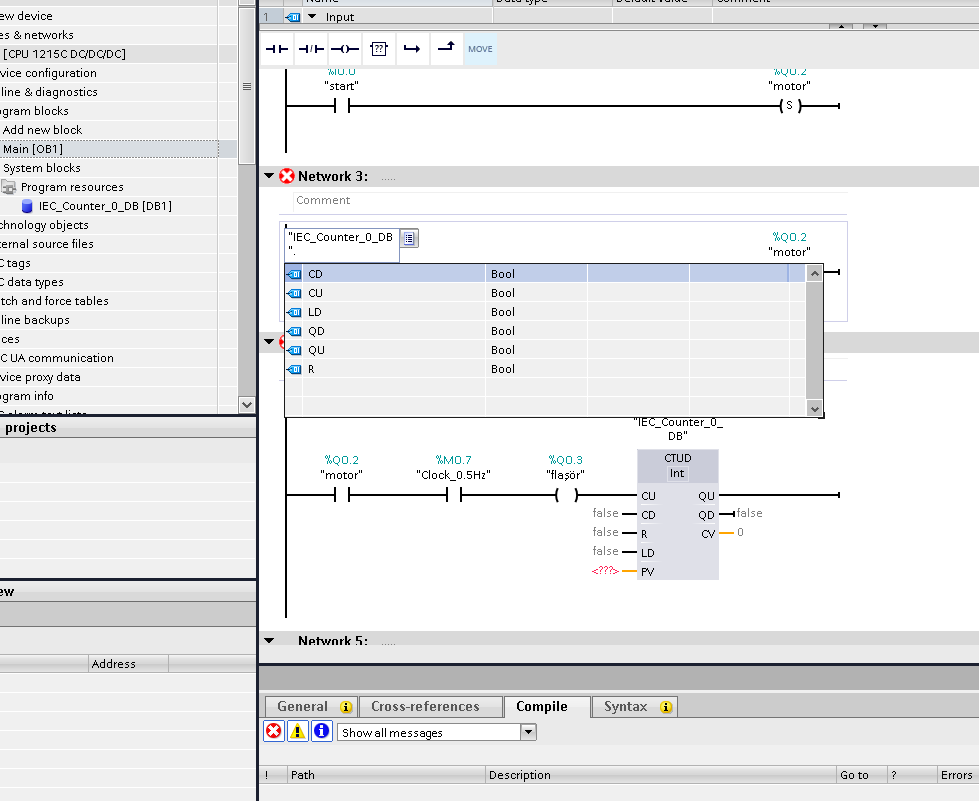 1 Input
ew device
es & networks
[CPU 1215C DC/DC/DC]
vice configuration
line & diagnostics
ogram blocks
Add new block
Main [OB1]
System blocks
Program resources
IEC_Counter_0_DB [DB1]
chnology objects
ternal source files
C tags
C data types
tch and force tables
line backups
ces
C UA communication
vice proxy data
ogram info
projects
ew
Address
?? MOVE
"start"
%Q0.2
"motor"
S
Network 3: .....
Comment
"IEC_Counter_0_DB
".
%Q0.2
"motor"
CD Bool
CU Bool
LD Bool
QD Bool
QU Bool
R Bool
"IEC_Counter_0_
DB"
%Q0.2 %M0.7 %Q0.3
"motor" "Clock_0.5Hz" "flaşör"
CTUD
Int
CU QU
false CD QD false
false R CV 0
false LD
<???> PV
Network 5: .....
General Cross-references Compile Syntax
Show all messages
! Path Description Go to ? Errors